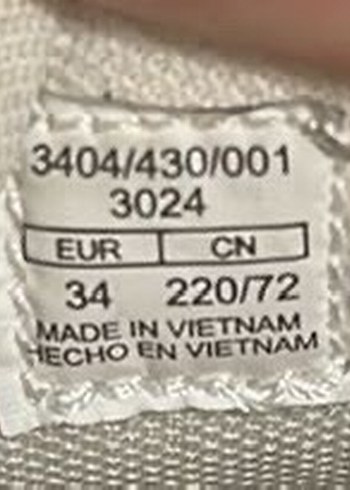 3404/430/001
3024
EUR CN
34 220/72
MADE IN VIETNAM
HECHO EN VIETNAM